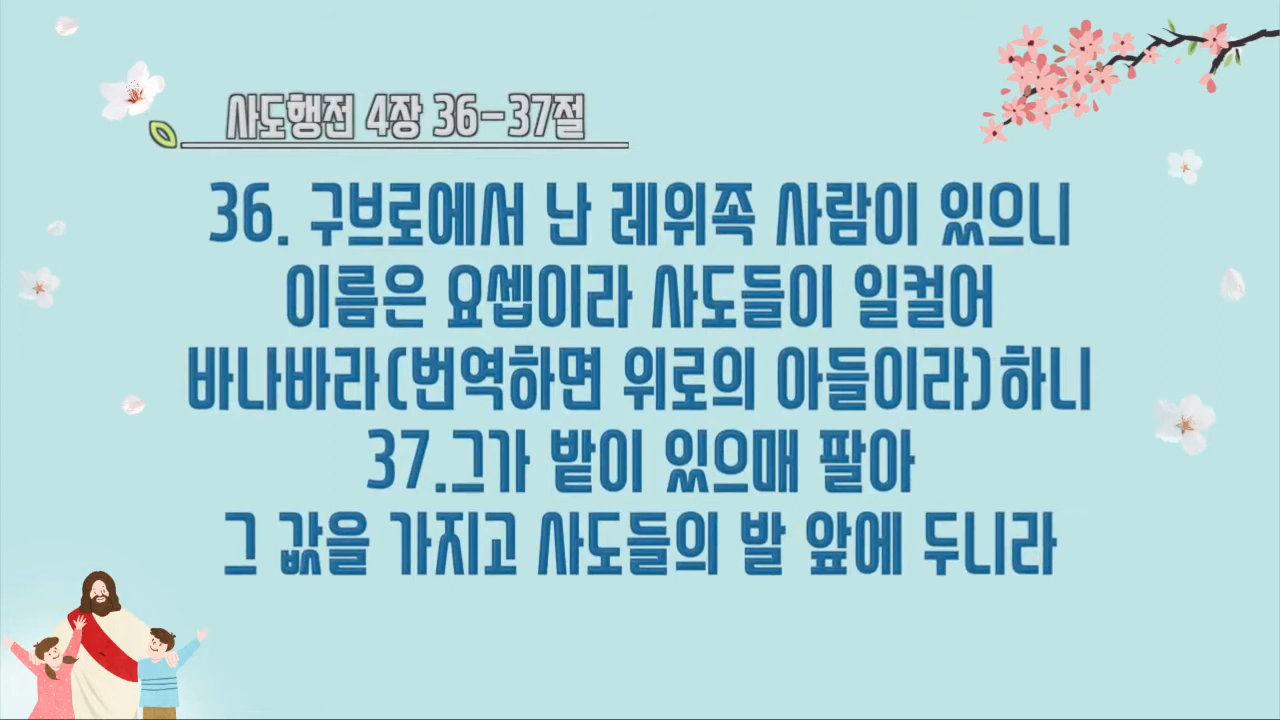 사도행전 4장 36-37절
36. 구브로에서 난 레위족 사람이 있으니
이름은 요셉이라 사도들이 일컬어
바나바라(번역하면 위로의 아들이라)하니
37.그가 밭이 있으매 팔아
그 값을 가지고 사도들의 발 앞에 두니라